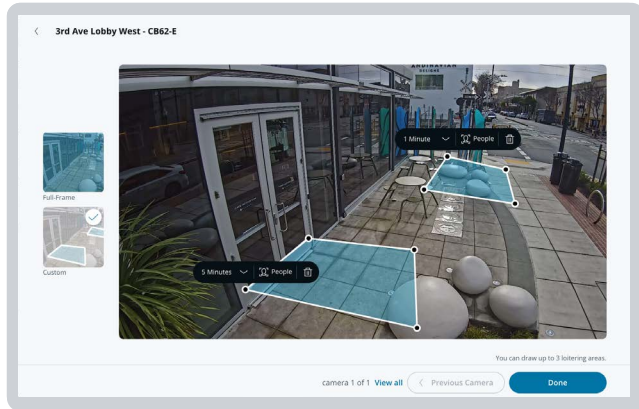 3rd Ave Lobby West - CB62-E
DESIGNS
1 Minute People
Full-Frame
5 Minutes People
Custom
You can draw up to 3 loitering areas.
camera 1 of 1 View all Previous Camera Done